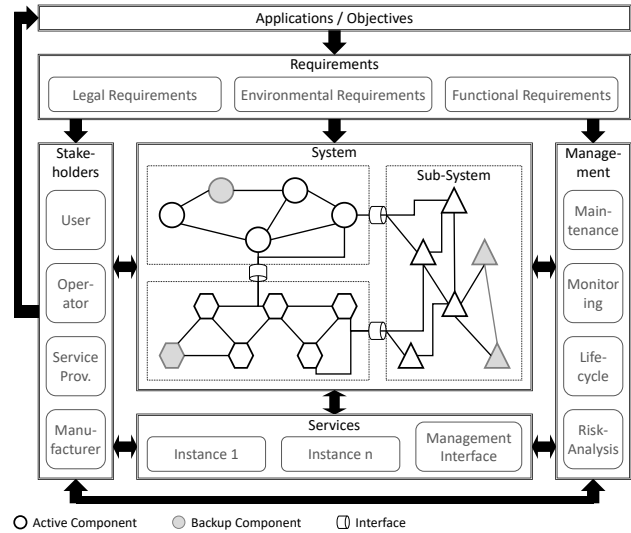 Applications / Objectives
Requirements
Legal Requirements
Environmental Requirements
Functional Requirements
Stake-
holders
User
Oper-
ator
Service
Prov.
Manu-
facturer
System
Sub-System
Manage-
ment
Main-
tenance
Monitor
ing
Life-
cycle
Risk-
Analysis
Services
Instance 1
Instance n
Management
Interface
Active Component
Backup Component
Interface